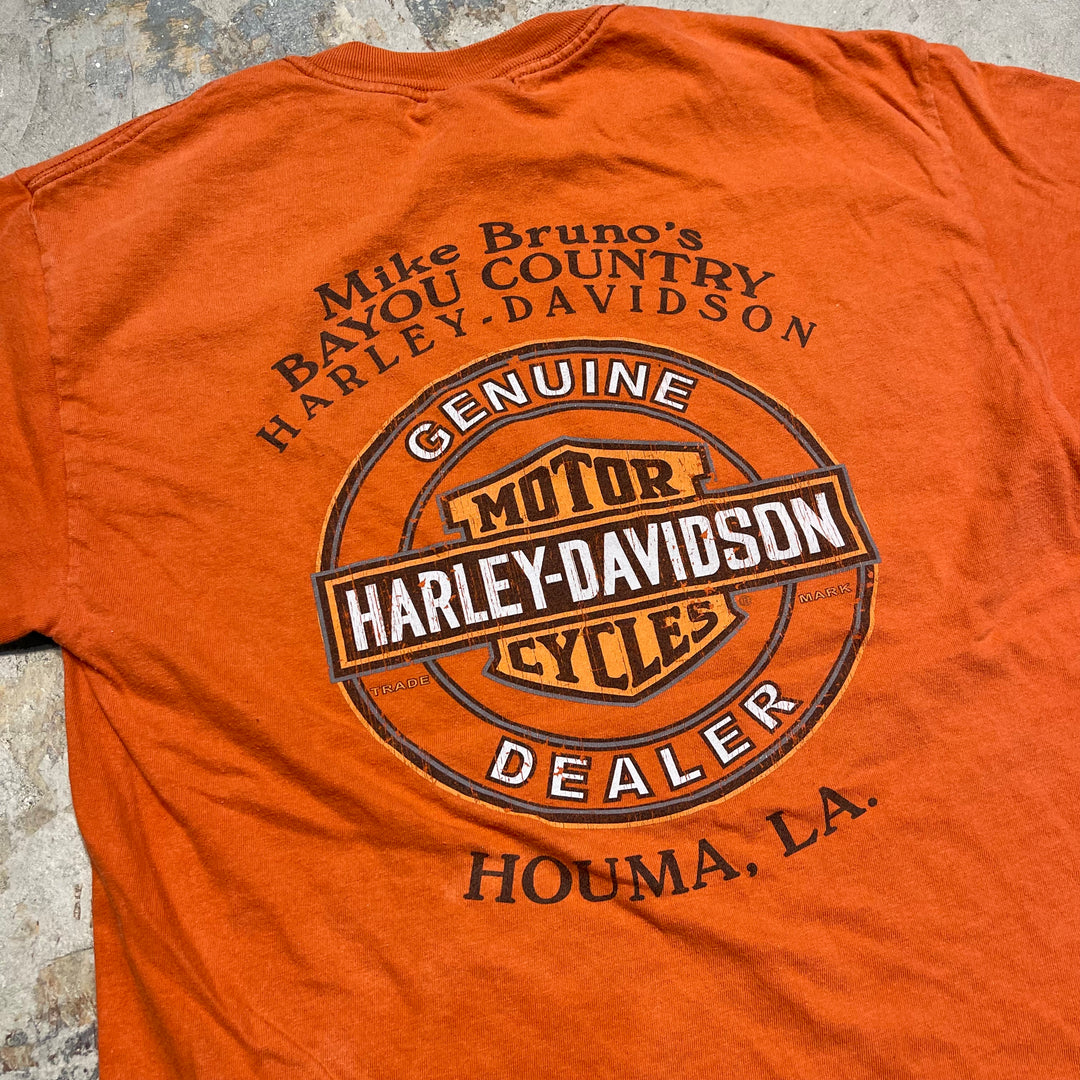 Mike Bruno's
BAYOU COUNTRY
HARLEY-DAVIDSON
GENUINE
MOTOR
HARLEY-DAVIDSON
CYCLES
®
TRADE
MARK
DEALER
HOUMA, LA.